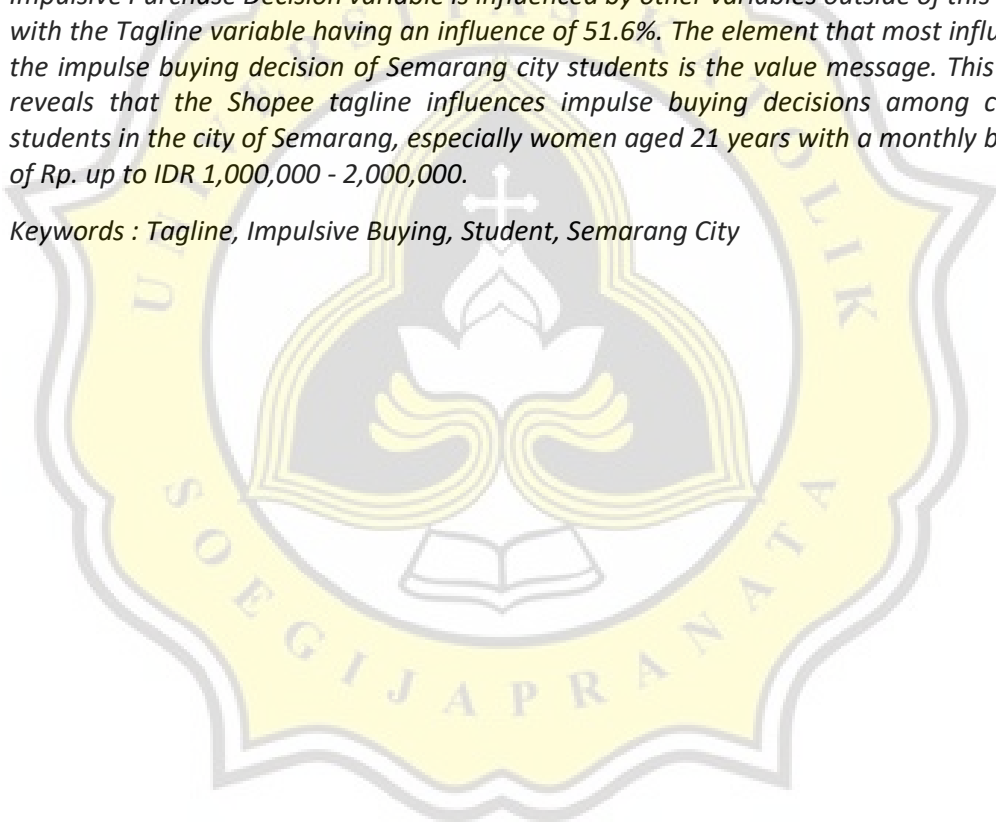 Impulsive Purchase Decision variable is influenced by other variables outside of this
with the Tagline variable having an influence of 51.6%. The element that most influ
the impulse buying decision of Semarang city students is the value message. This
reveals that the Shopee tagline influences impulse buying decisions among c
students in the city of Semarang, especially women aged 21 years with a monthly b
of Rp. up to IDR 1,000,000 - 2,000,000.
Keywords : Tagline, Impulsive Buying, Student, Semarang City
UNIVERSITAS KATOLIK
SOEGIJAPRANATA